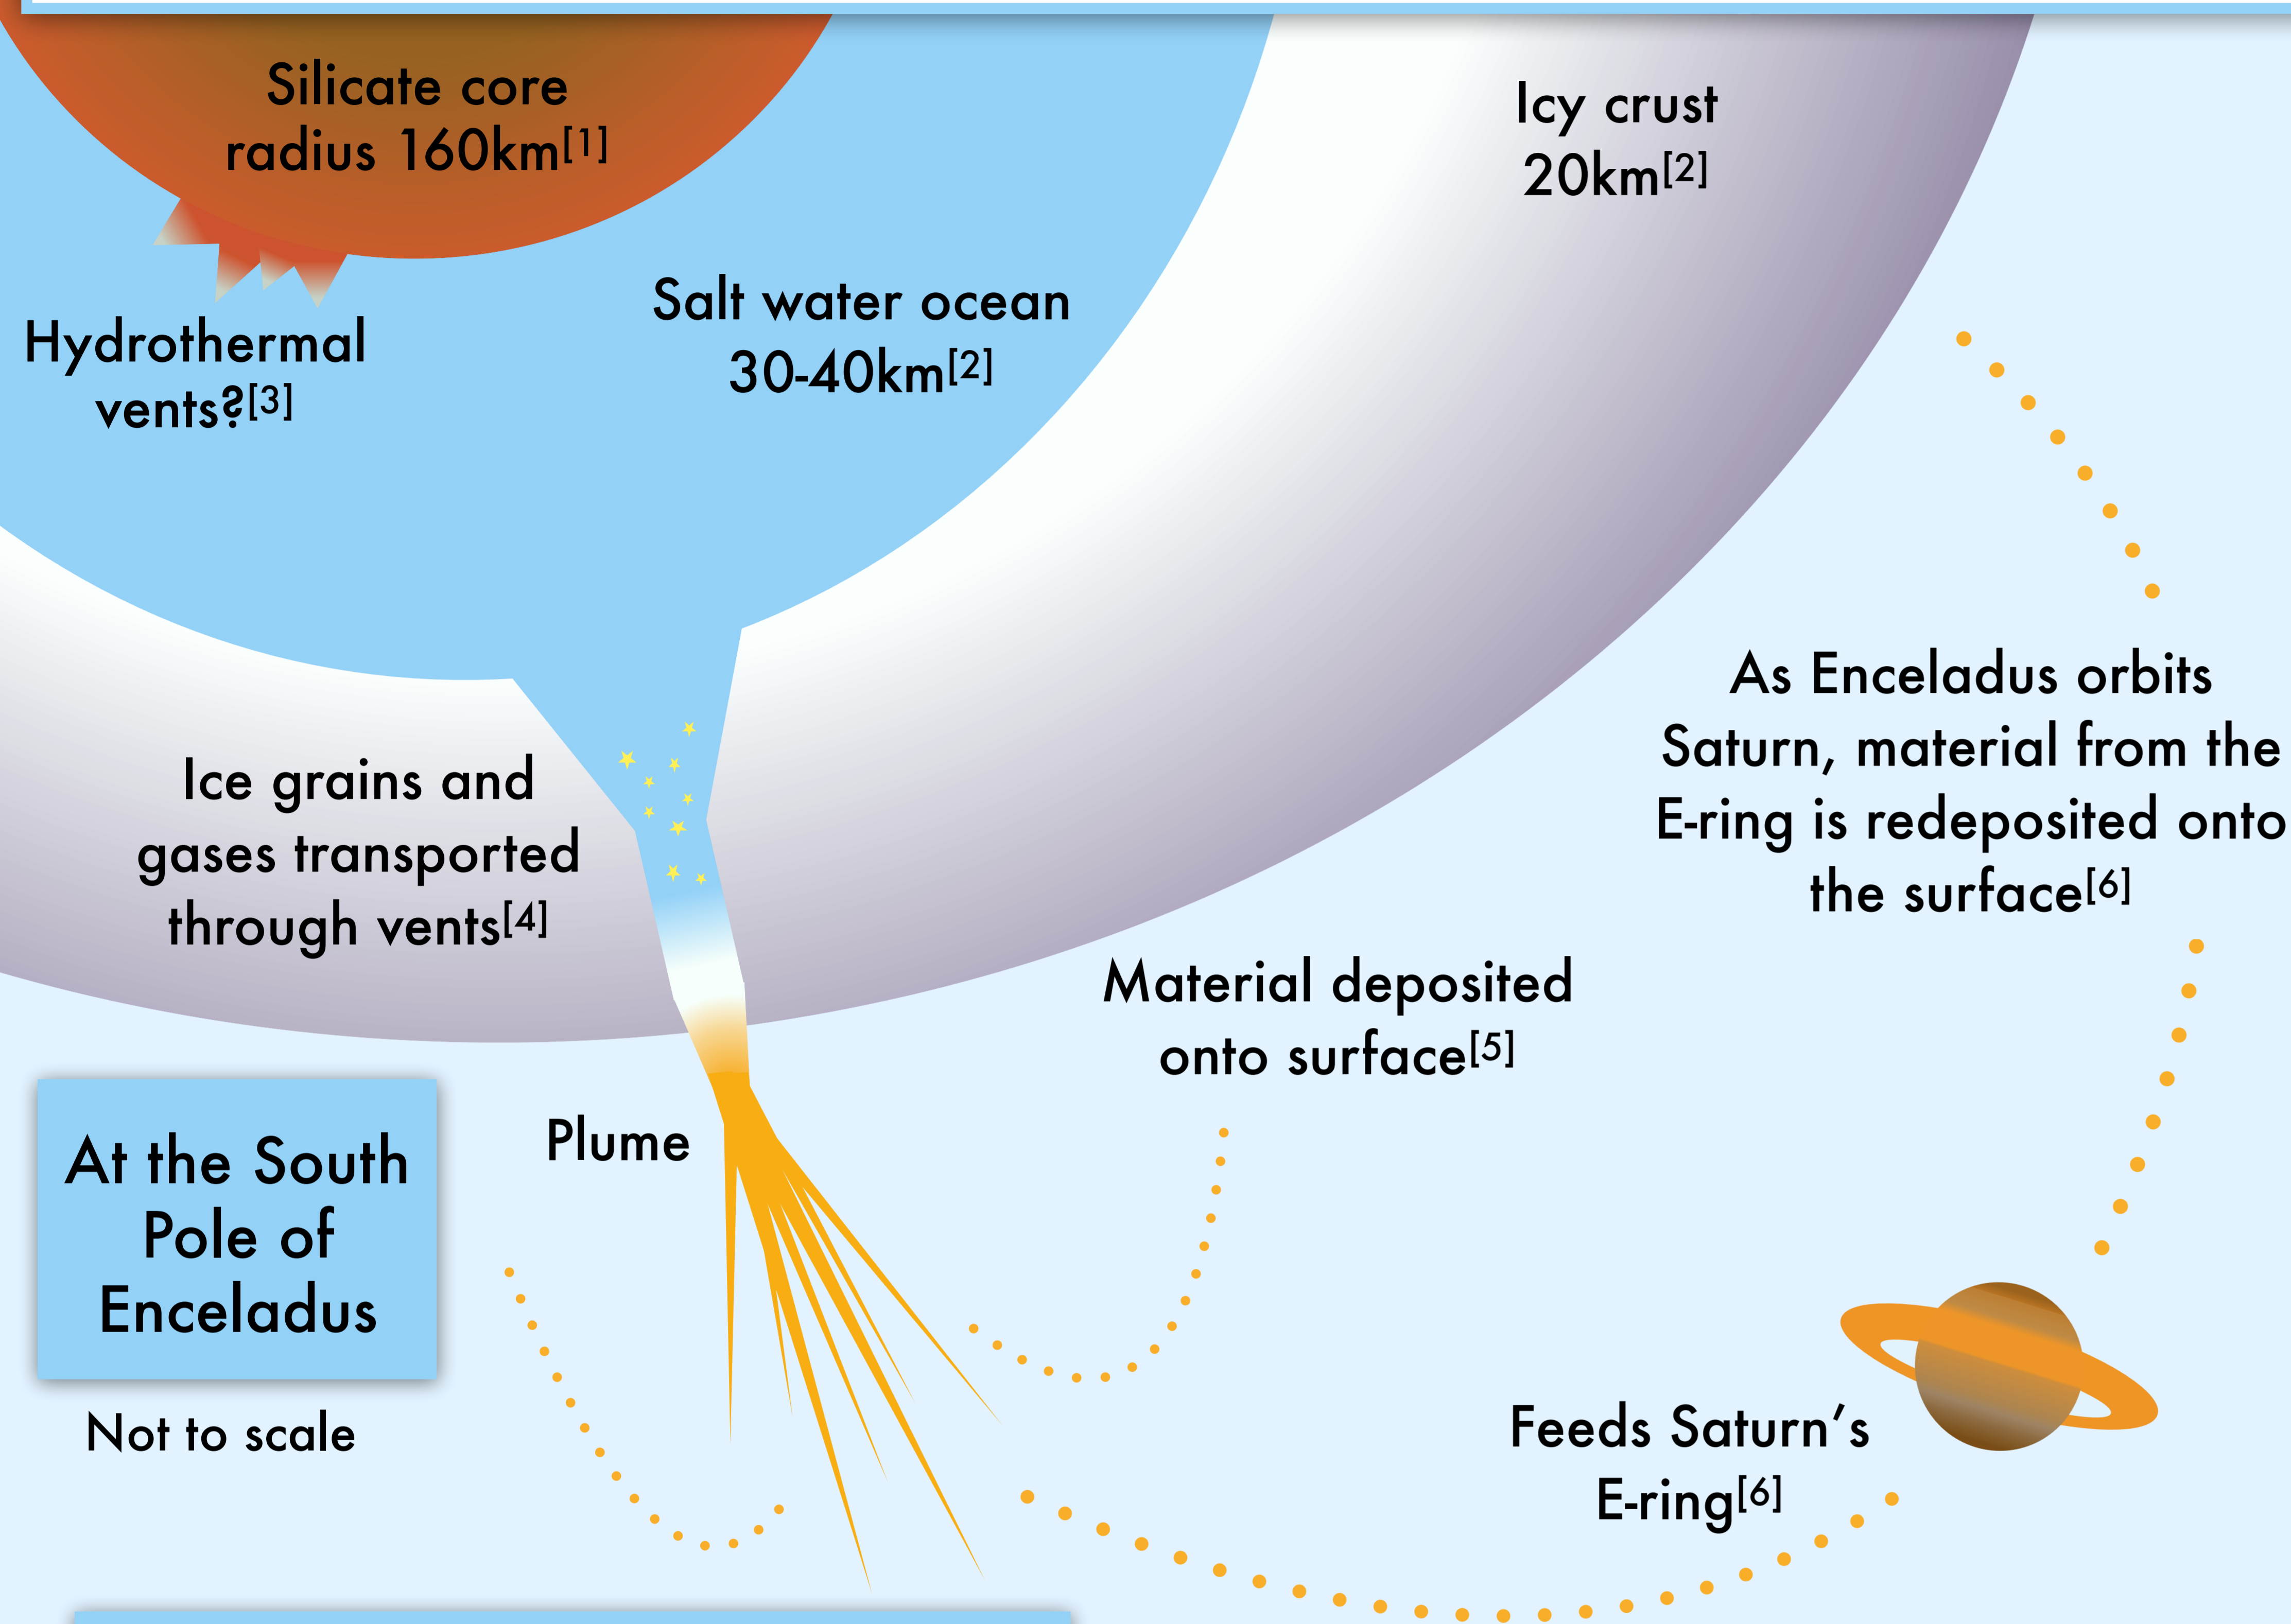 Silicate core
radius 160km[1]
Icy crust
20km[2]
Salt water ocean
30-40km[2]
Hydrothermal
vents?[3]
Ice grains and
gases transported
through vents[4]
As Enceladus orbits
Saturn, material from the
E-ring is redeposited onto
the surface[6]
Material deposited
onto surface[5]
Plume
At the South
Pole of
Enceladus
Not to scale
Feeds Saturn’s
E-ring[6]